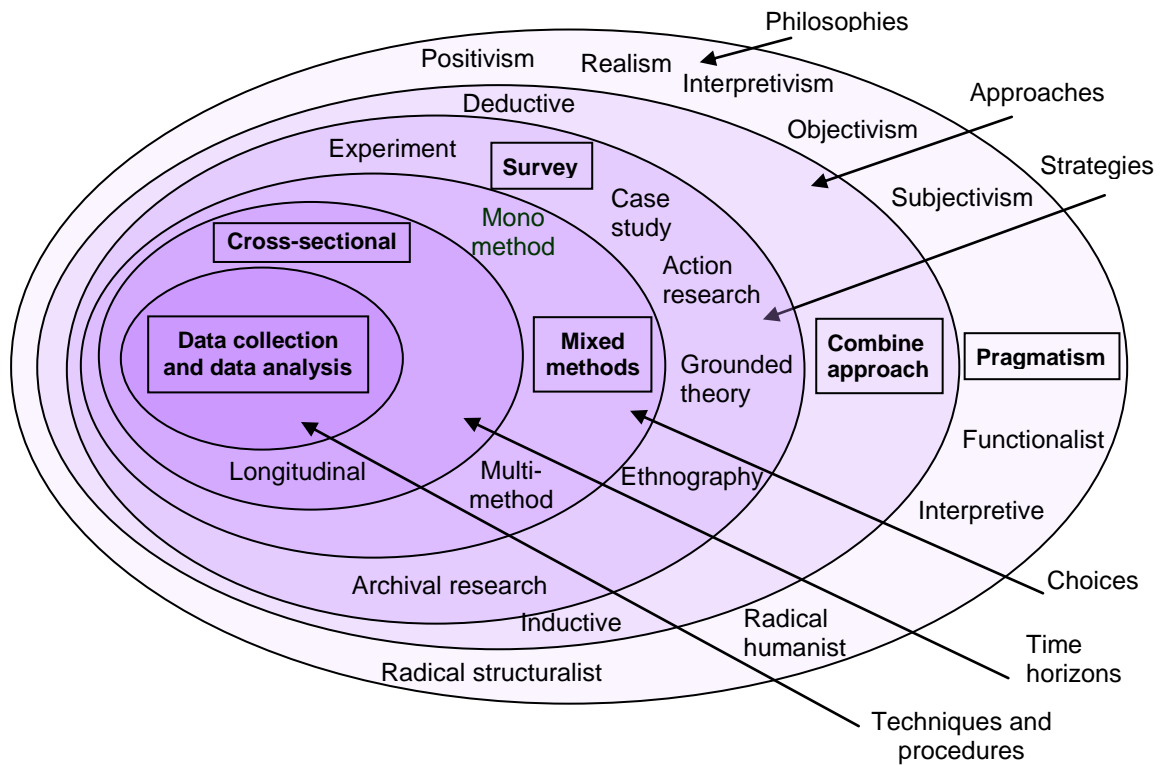 Philosophies
Positivism
Realism
Interpretivism
Approaches
Deductive
Objectivism
Experiment
Survey
Strategies
Case
study
Subjectivism
Mono
method
Cross-sectional
Action
research
Data collection
and data analysis
Mixed
methods
Combine
approach
Pragmatism
Grounded
theory
Functionalist
Longitudinal
Multi-
method
Ethnography
Interpretive
Choices
Archival research
Inductive
Radical
humanist
Time
horizons
Radical structuralist
Techniques and
procedures